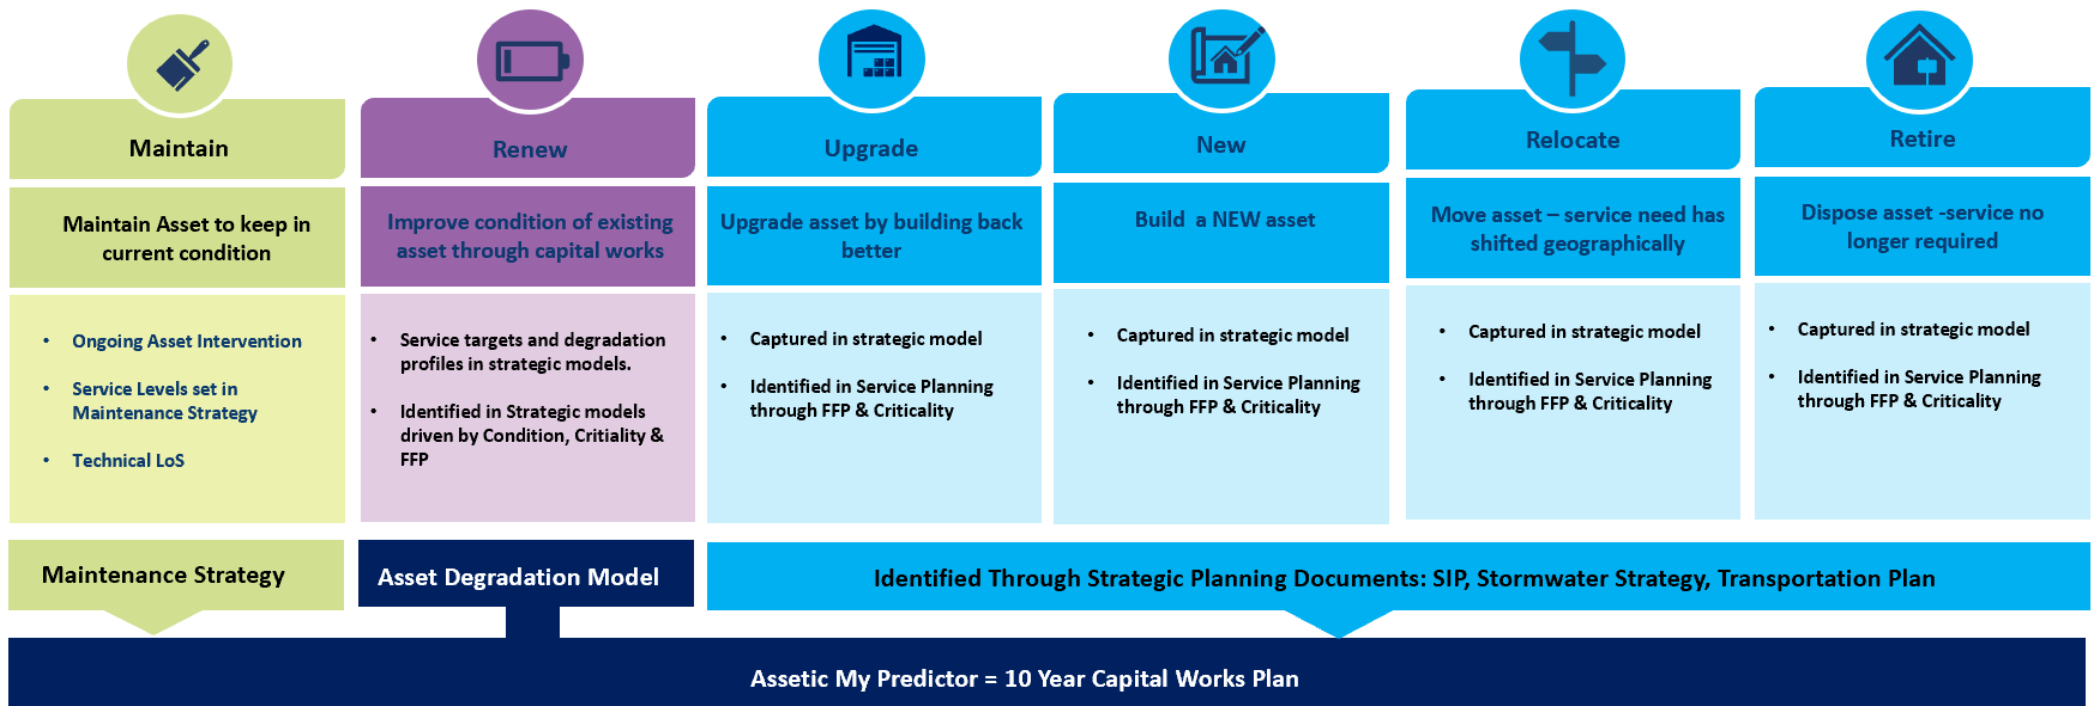 Maintain
Maintain Asset to keep in
current condition
• Ongoing Asset Intervention
• Service Levels set in
Maintenance Strategy
• Technical LoS
Maintenance Strategy
Renew
Improve condition of existing
asset through capital works
• Service targets and degradation
profiles in strategic models.
• Identified in Strategic models
driven by Condition, Critiality &
FFP
Asset Degradation Model
Upgrade
Upgrade asset by building back
better
• Captured in strategic model
• Identified in Service Planning
through FFP & Criticality
New
Build a NEW asset
• Captured in strategic model
• Identified in Service Planning
through FFP & Criticality
Relocate
Move asset – service need has
shifted geographically
• Captured in strategic model
• Identified in Service Planning
through FFP & Criticality
Retire
Dispose asset -service no
longer required
• Captured in strategic model
• Identified in Service Planning
through FFP & Criticality
Identified Through Strategic Planning Documents: SIP, Stormwater Strategy, Transportation Plan
Assetic My Predictor = 10 Year Capital Works Plan